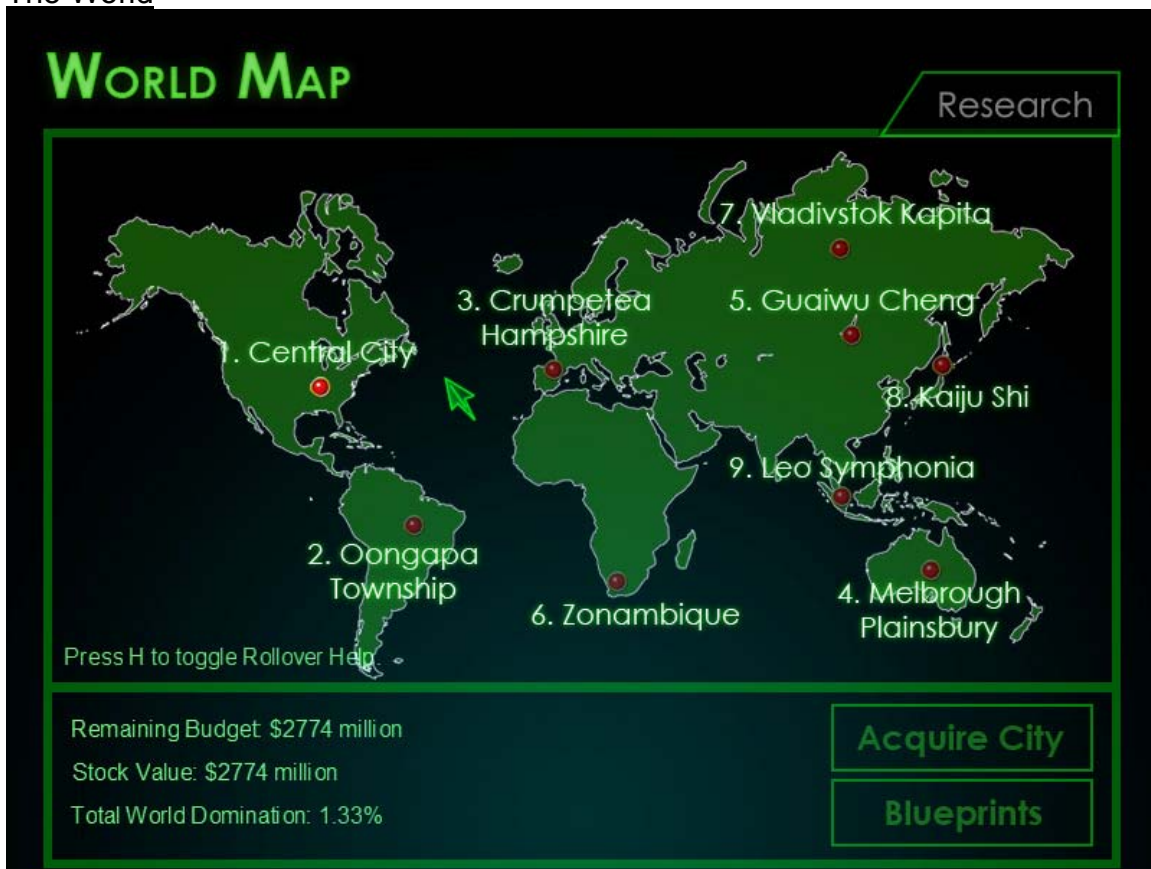 The World
WORLD MAP
Research
7. Vladivstok Kapita
3. Crumpetea
Hampshire
5. Guaiwu Cheng
1. Central City
8. Kaiju Shi
9. Leo Symphonia
2. Oongapa
Township
6. Zonambique
4. Melbrough
Plainsbury
Press H to toggle Rollover Help.
Remaining Budget: $2774 million
Stock Value: $2774 million
Total World Domination: 1.33%
Acquire City
Blueprints